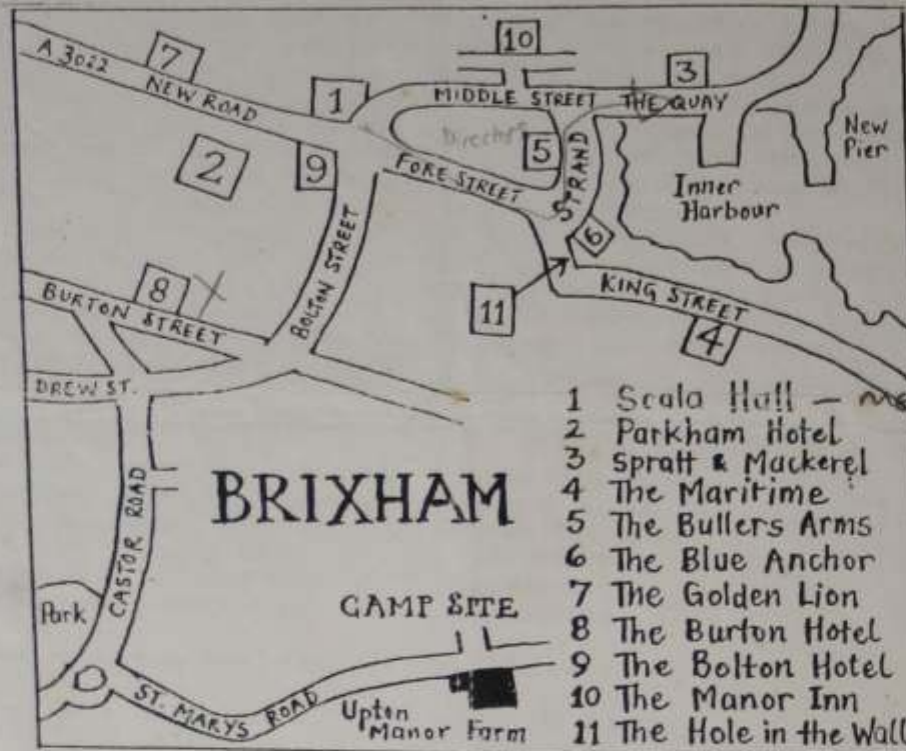 A 3022 NEW ROAD
7
1
10
3
MIDDLE STREET
THE QUAY
2
9
5
FORE STREET
STRAND
New
Pier
Inner
Harbour
6
BOLTON STREET
8 X
BURTON STREET
11
KING STREET
4
DREW ST.
CASTOR ROAD
BRIXHAM
Park
CAMP SITE
ST. MARYS ROAD
Upton
Manor Farm
1 Scala Hall –
2 Parkham Hotel
3 Spratt & Mackerel
4 The Maritime
5 The Bullers Arms
6 The Blue Anchor
7 The Golden Lion
8 The Burton Hotel
9 The Bolton Hotel
10 The Manor Inn
11 The Hole in the Wall